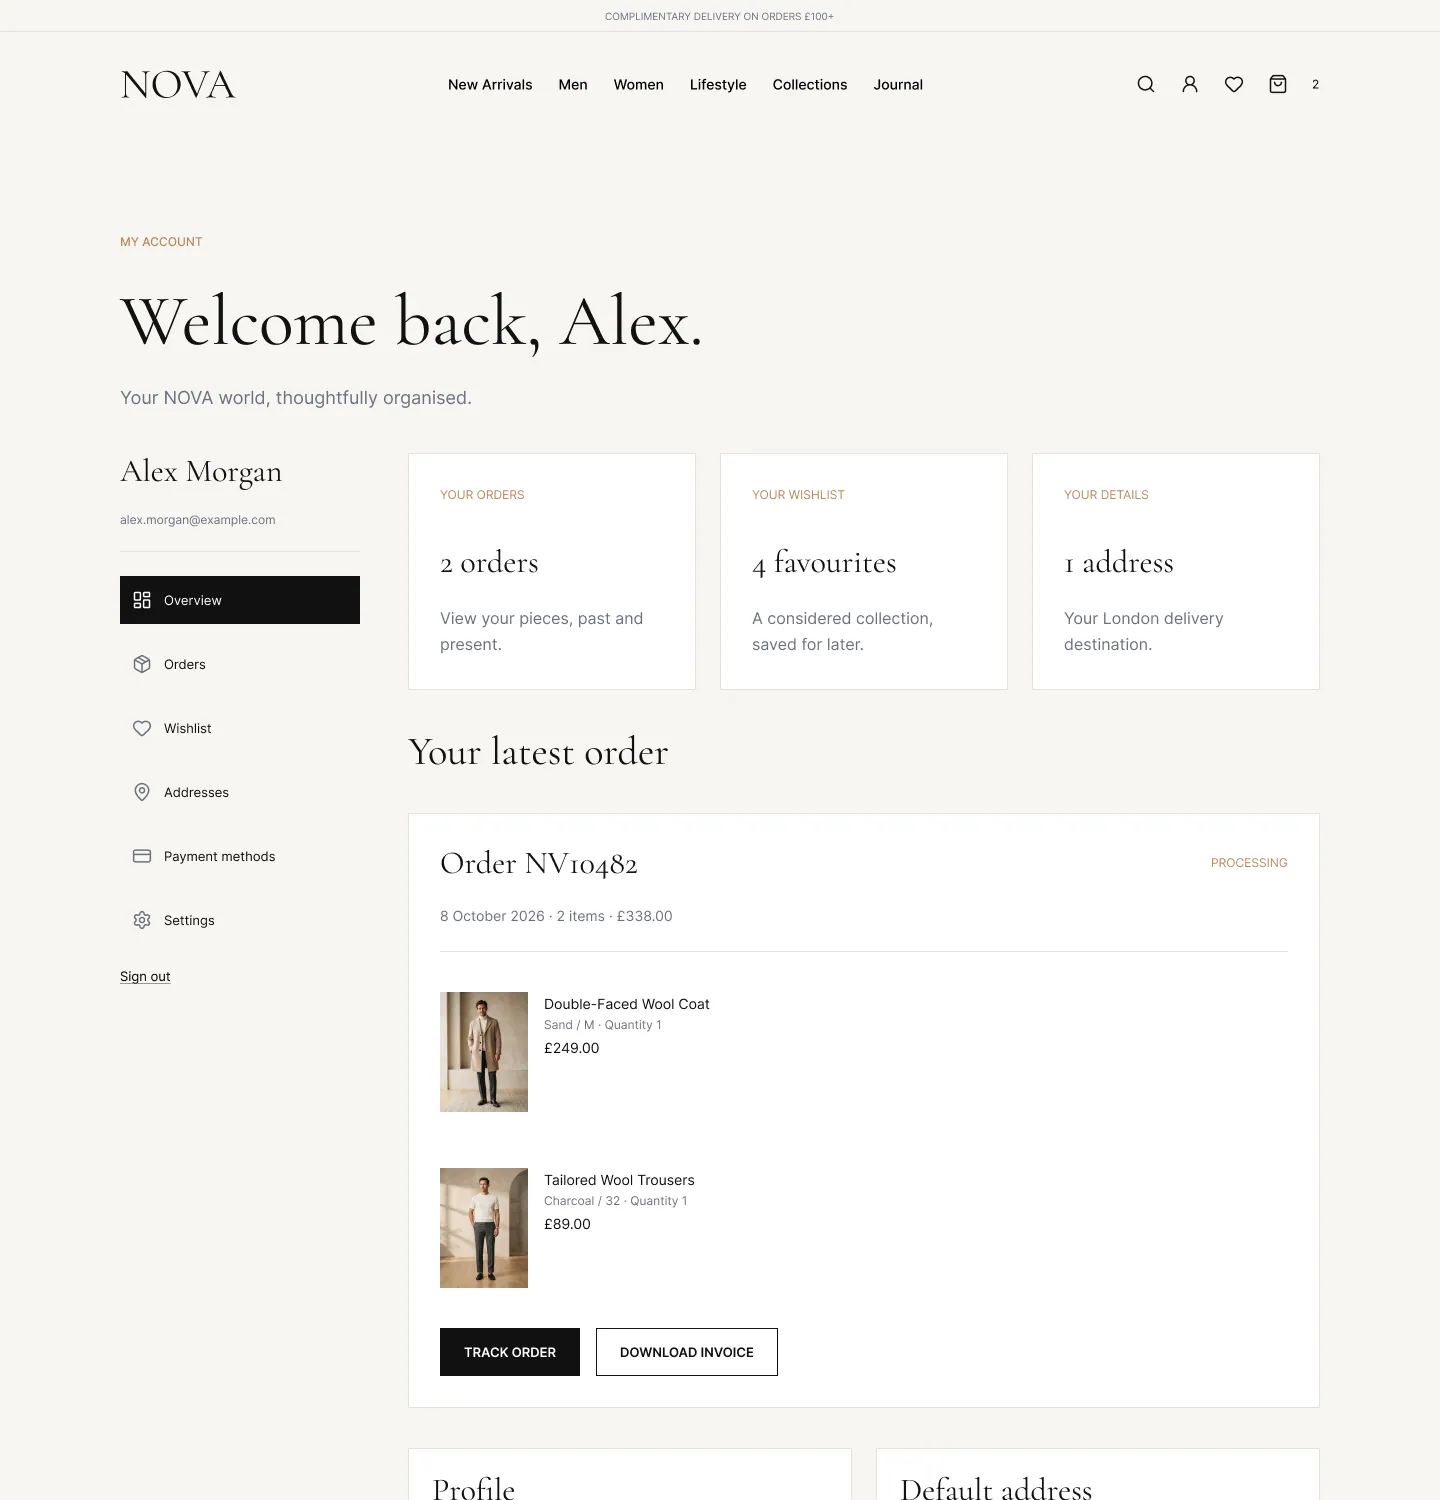 COMPLIMENTARY DELIVERY ON ORDERS £100+
NOVA
New Arrivals Men Women Lifestyle Collections Journal
2
MY ACCOUNT
Welcome back, Alex.
Your NOVA world, thoughtfully organised.
Alex Morgan
alex.morgan@example.com
Overview
Orders
Wishlist
Addresses
Payment methods
Settings
Sign out
YOUR ORDERS
2 orders
View your pieces, past and
present.
YOUR WISHLIST
4 favourites
A considered collection,
saved for later.
YOUR DETAILS
1 address
Your London delivery
destination.
Your latest order
Order NV10482
PROCESSING
8 October 2026 · 2 items · £338.00
Double-Faced Wool Coat
Sand / M · Quantity 1
£249.00
Tailored Wool Trousers
Charcoal / 32 · Quantity 1
£89.00
TRACK ORDER
DOWNLOAD INVOICE
Profile
Default address